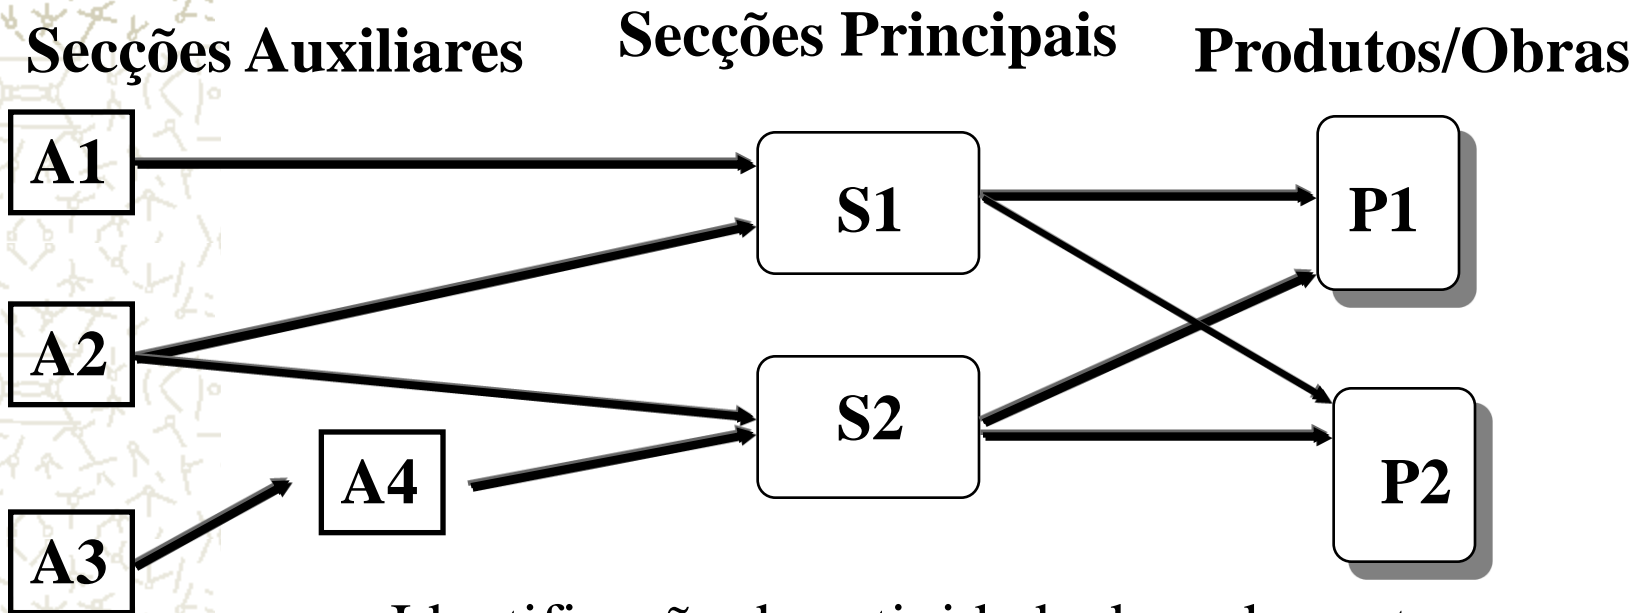 Secções Auxiliares
Secções Principais
Produtos/Obras
A1
S1
P1
A2
S2
A4
P2
A3